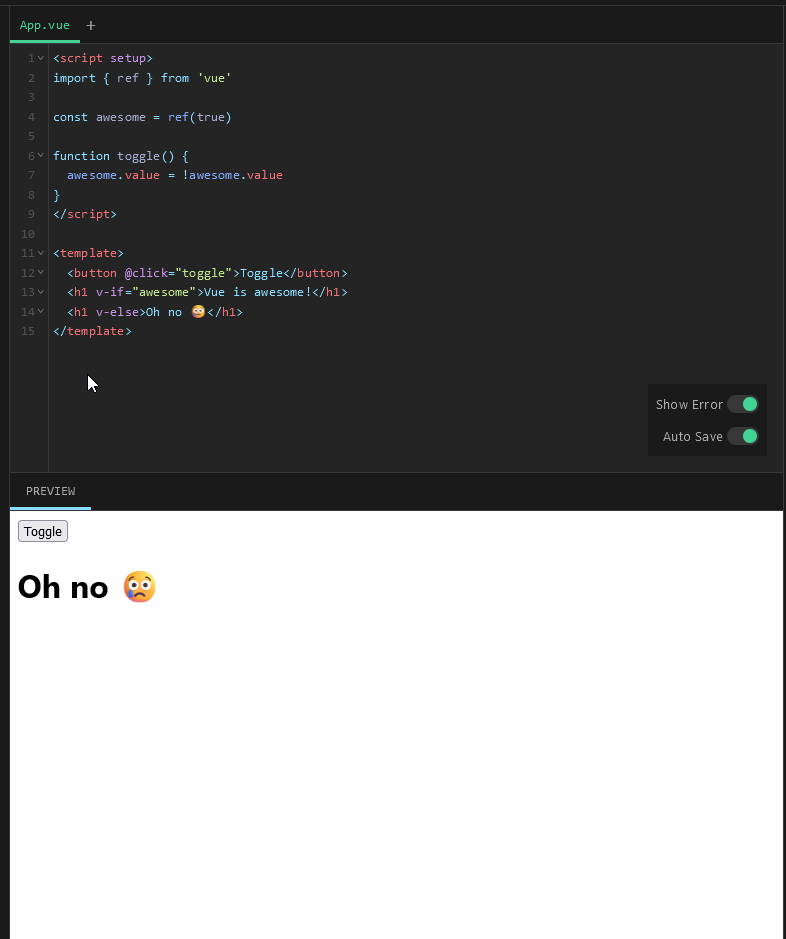 App.vue +
1 <script setup>
2 import { ref } from 'vue'
3
4 const awesome = ref(true)
5
6 function toggle() {
7   awesome.value = !awesome.value
8 }
9 </script>
10
11 <template>
12   <button @click="toggle">Toggle</button>
13   <h1 v-if="awesome">Vue is awesome!</h1>
14   <h1 v-else>Oh no 😢</h1>
15 </template>
Show Error
Auto Save
PREVIEW
Toggle
Oh no 😢